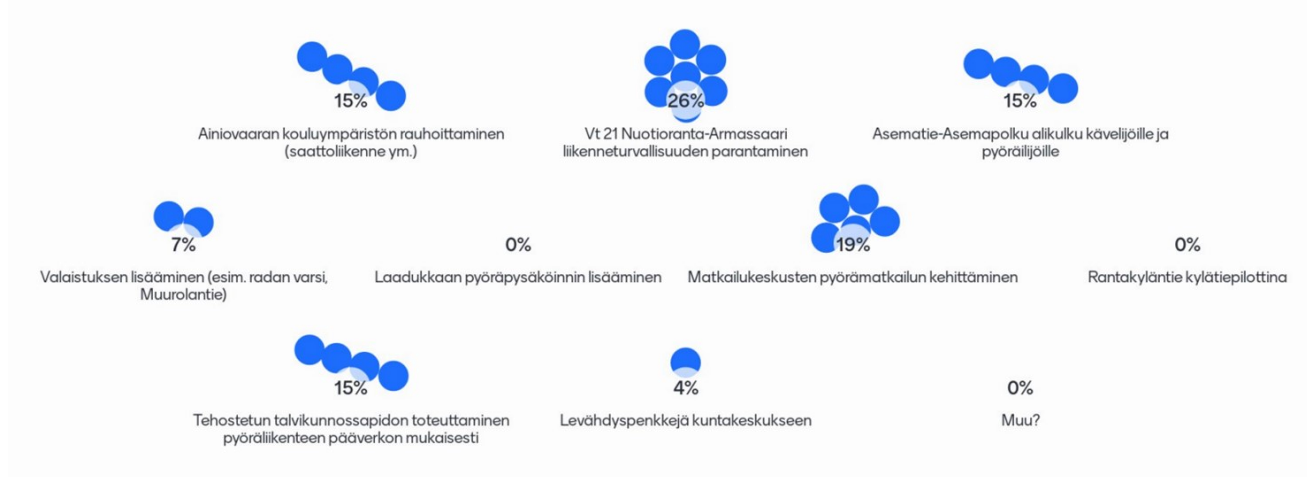 15%
Ainiovaaran kouluympäristön rauhoittaminen
(saattoliikenne ym.)
26%
Vt 21 Nuotioranta-Armassaari
liikenneturvallisuuden parantaminen
15%
Asematie-Asemapolku alikulku kävelijöille ja
pyöräilijöille
7%
Valaistuksen lisääminen (esim. radan varsi,
Muurolantie)
0%
Laadukkaan pyöräpysäköinnin lisääminen
19%
Matkailukeskusten pyörämatkailun kehittäminen
0%
Rantakyläntie kylätiepilottina
15%
Tehostetun talvikunnossapidon toteuttaminen
pyöräliikenteen pääverkon mukaisesti
4%
Levähdyspenkkejä kuntakeskukseen
0%
Muu?